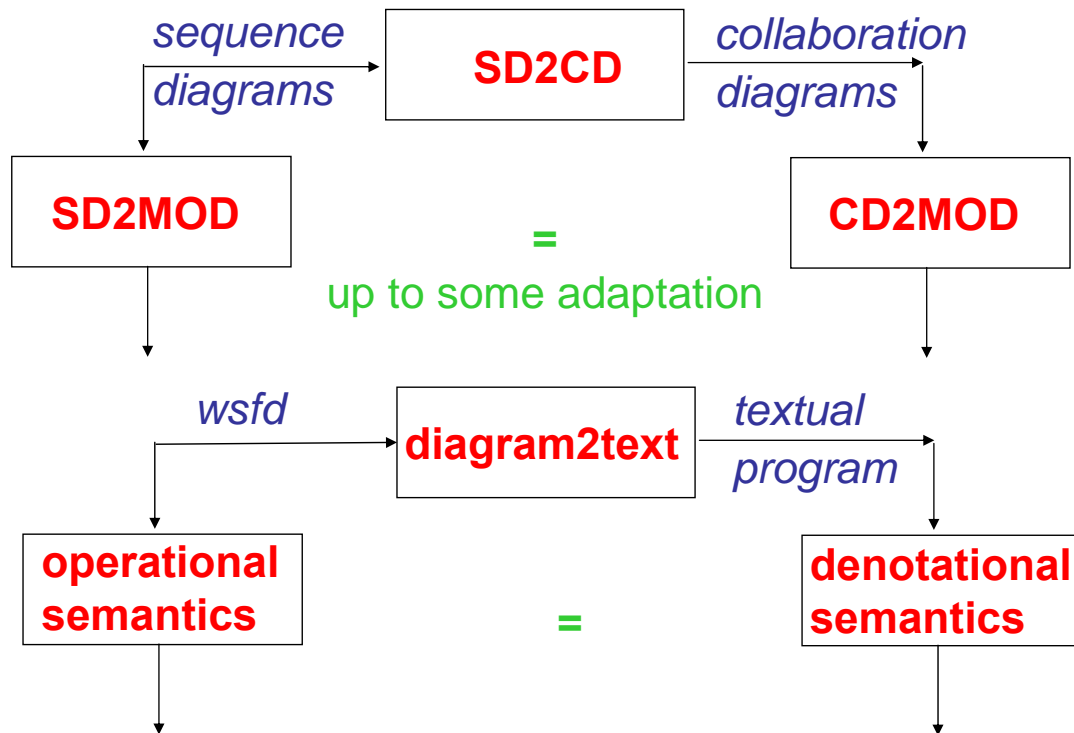 sequence
diagrams
SD2CD
collaboration
diagrams
SD2MOD
CD2MOD
=
up to some adaptation
wsfd
diagram2text
textual
program
operational
semantics
=
denotational
semantics